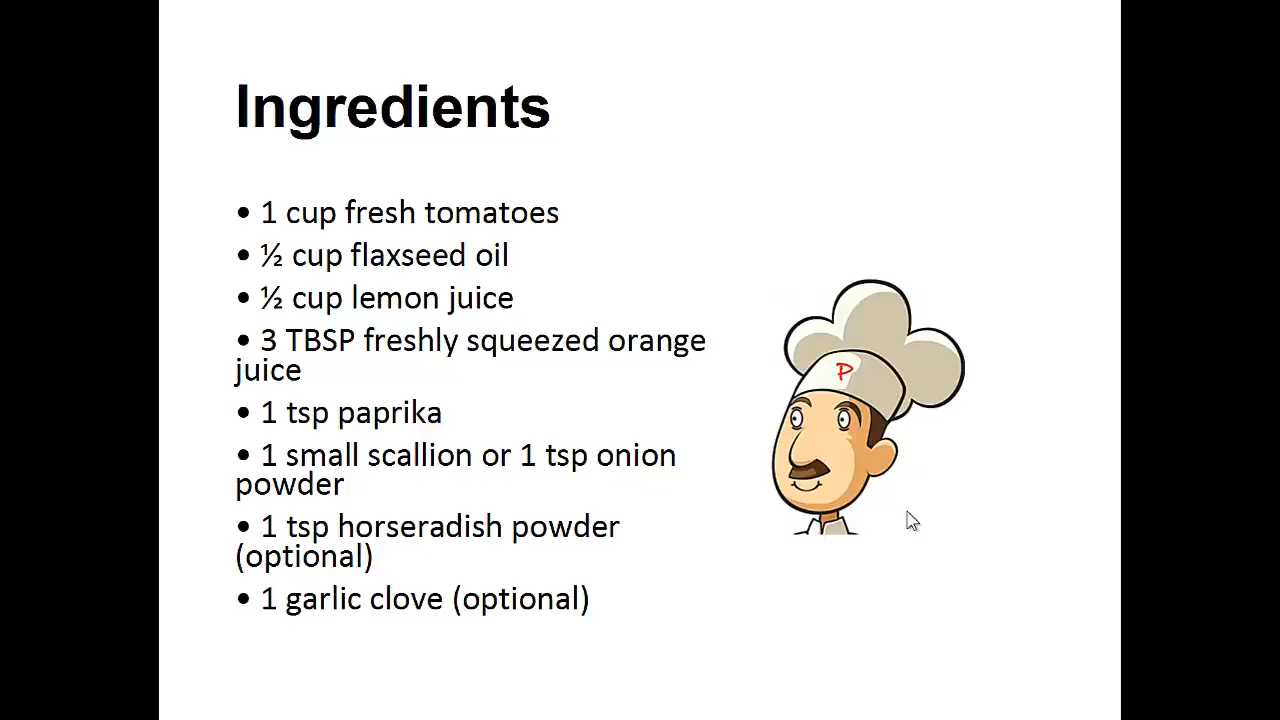 Ingredients
• 1 cup fresh tomatoes
• ½ cup flaxseed oil
• ½ cup lemon juice
• 3 TBSP freshly squeezed orange
juice
• 1 tsp paprika
• 1 small scallion or 1 tsp onion
powder
• 1 tsp horseradish powder
(optional)
• 1 garlic clove (optional)
P